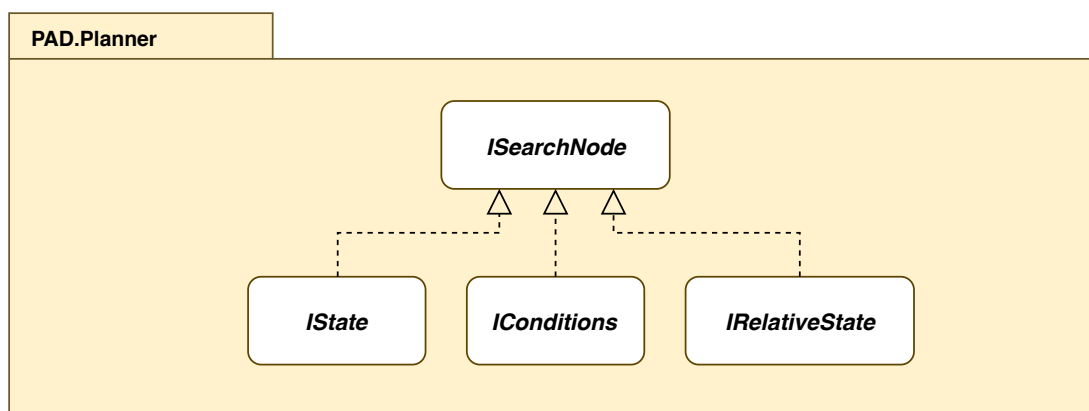 PAD.Planner
ISearchNode
IState
IConditions
IRelativeState